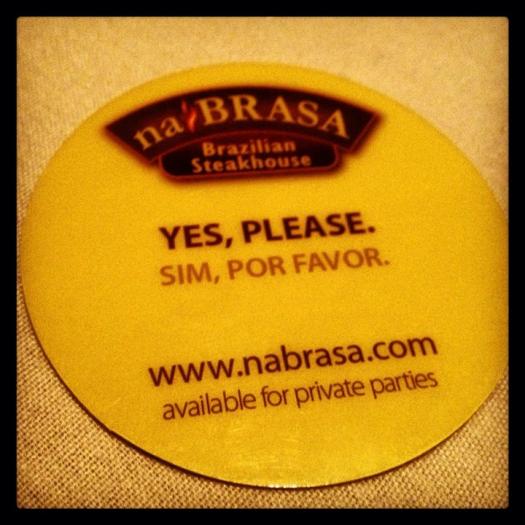 na BRASA
Brazilian
Steakhouse
YES, PLEASE.
SIM, POR FAVOR.
www.nabrasa.com
available for private parties